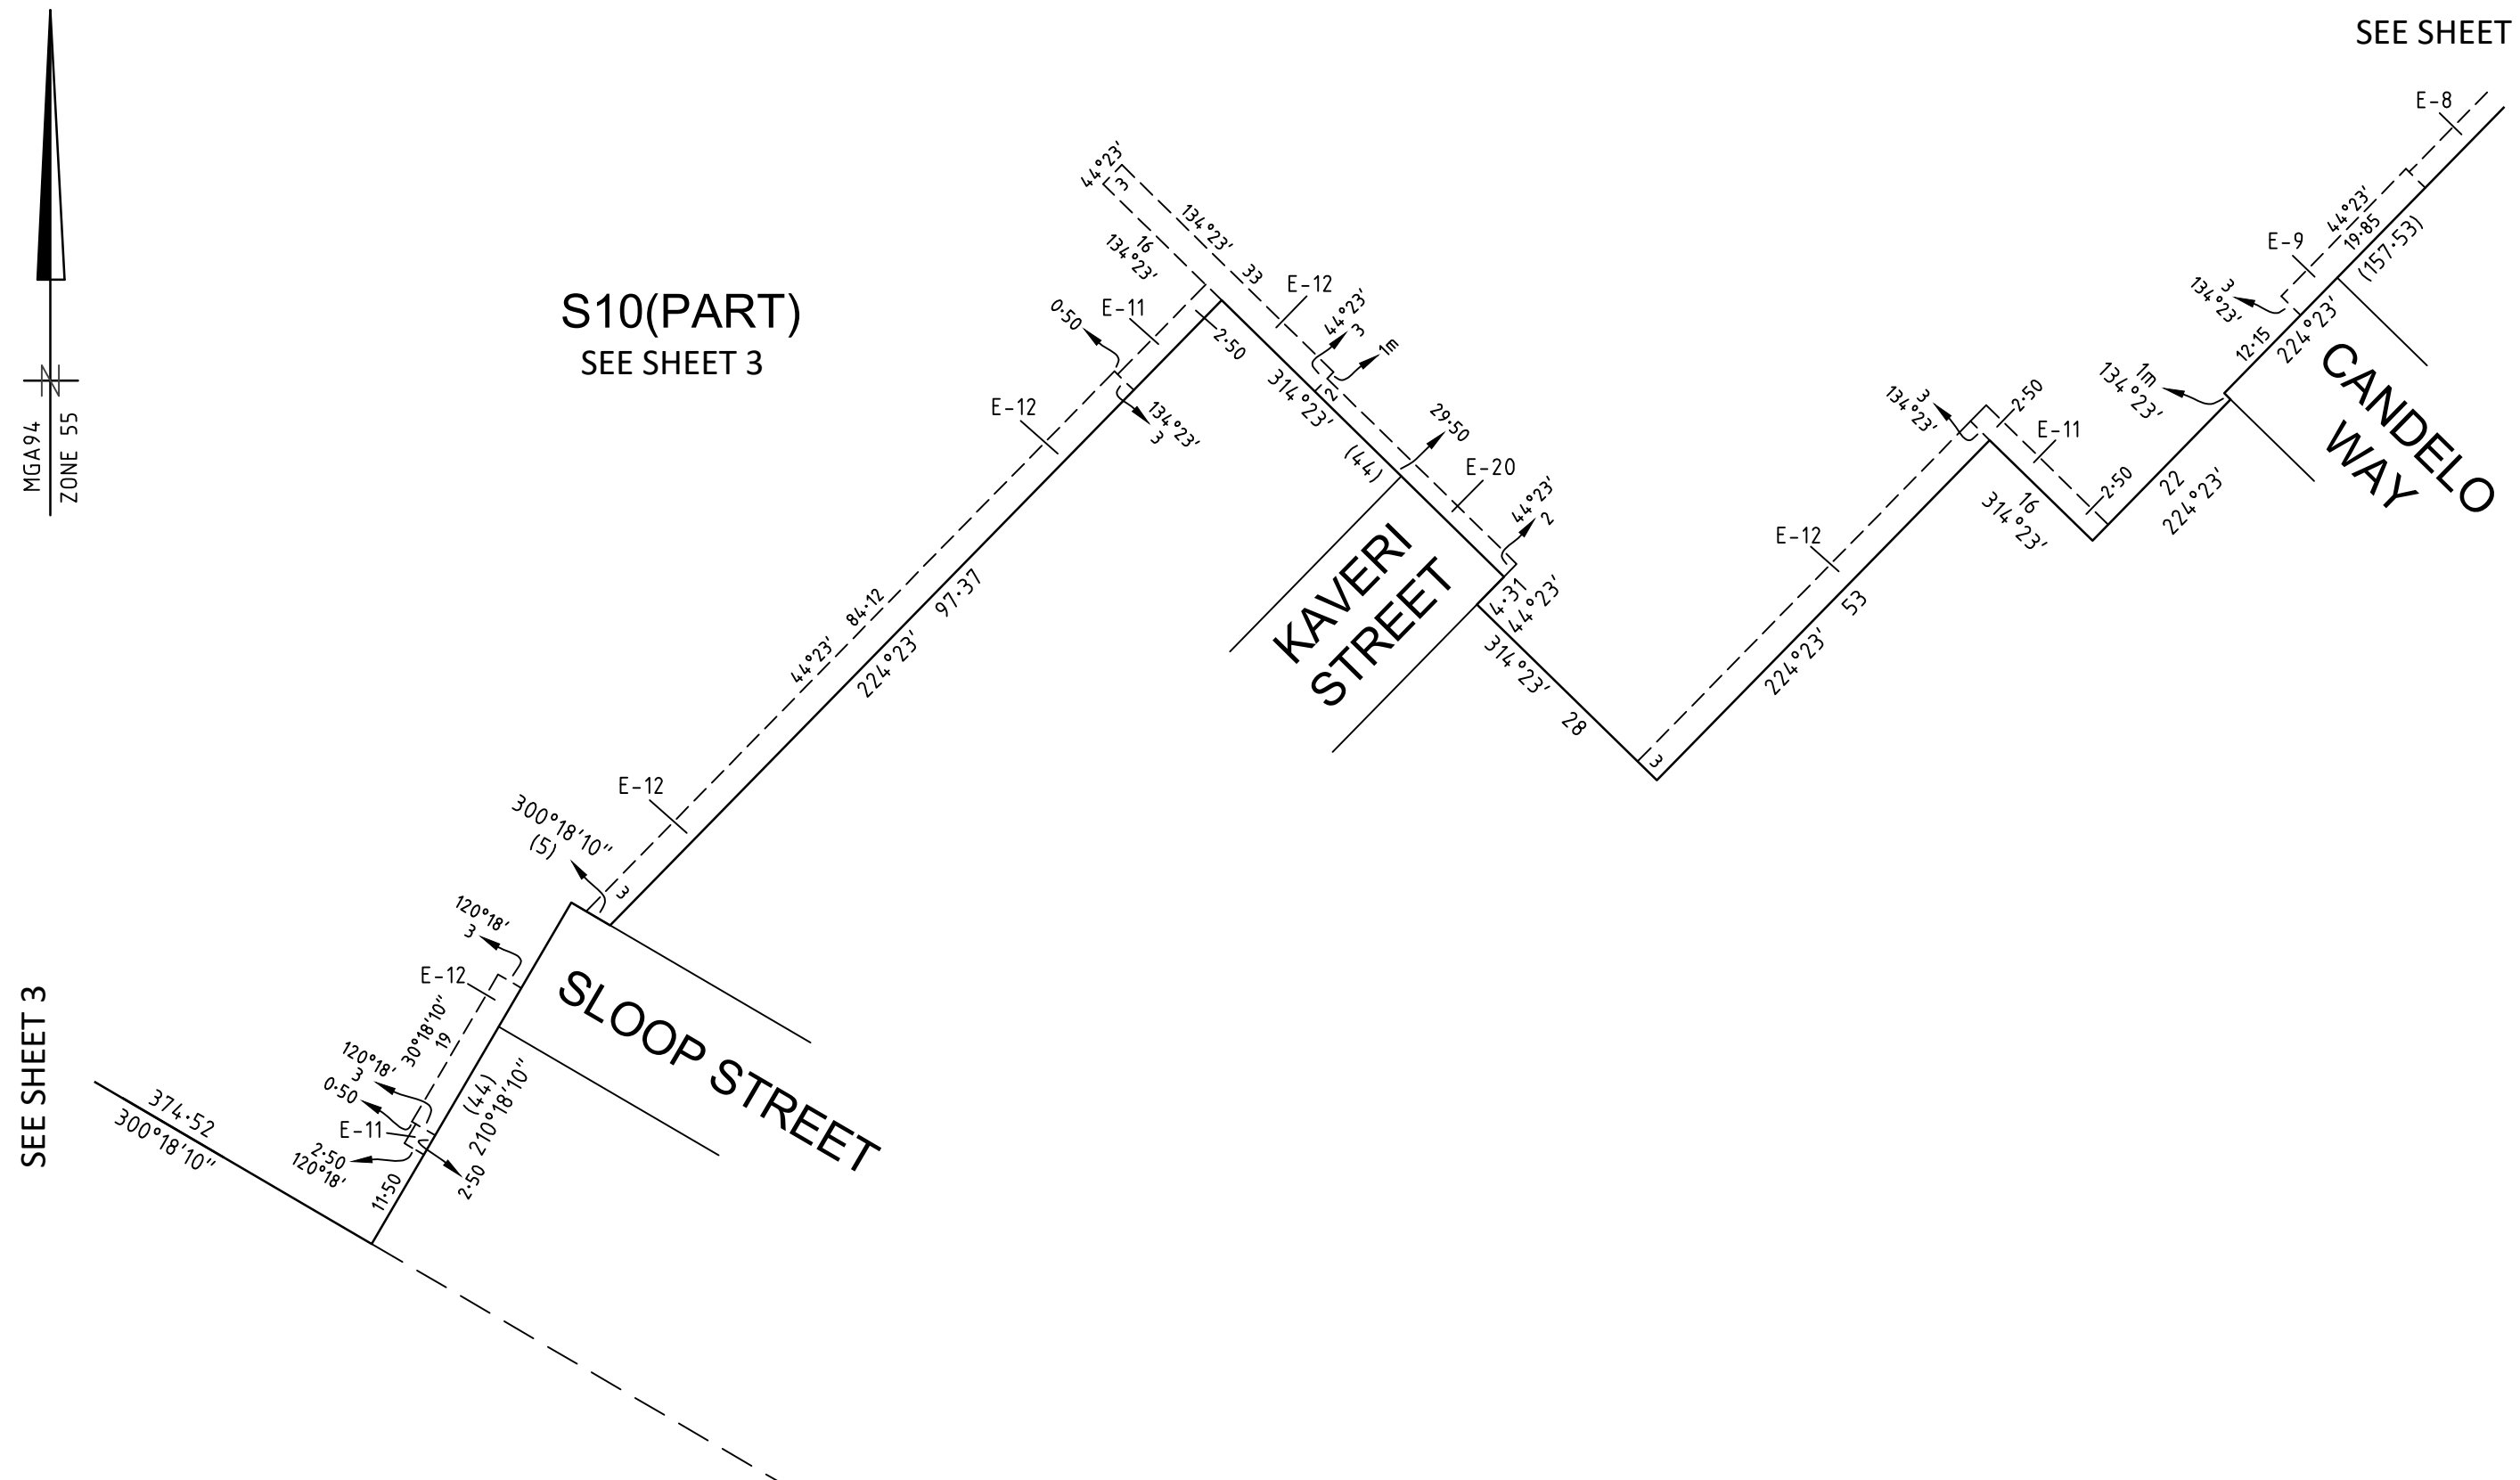 SEE SHEET
E-8
44°23'
19·85
(157·53)
E-9
3
134°23'
12·15
224°23'
CANDELO
WAY
1m
134°23'
44°23'
3
134°23'
33
16
134°23'
E-12
44°23'
3
1m
S10(PART)
SEE SHEET 3
0·50
E-11
2·50
2
314°23'
(44)
29·50
E-20
44°23'
2
134°23'
3
E-12
3
134°23'
2·50
E-11
2·50
16
314°23'
22
224°23'
MGA94
ZONE 55
N
KAVERI
STREET
4·31
44°23'
314°23'
28
E-12
53
224°23'
3
84·12
44°23'
97·37
224°23'
E-12
300°18'10"
(5)
3
120°18'
3
E-12
30°18'10"
19
SLOOP STREET
120°18'
3
0·50
E-11
(44)
210°18'10"
2·50
120°18'
2·50
11·50
SEE SHEET 3
374·52
300°18'10"